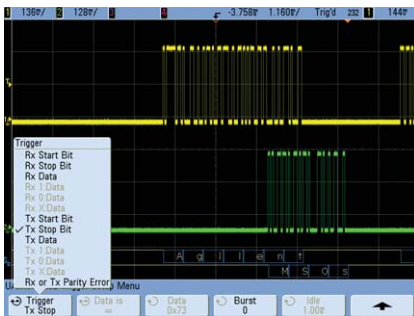 1 136▽/ 2 128▽/ 3 4 -3.758▽ 1.160▽/ Trig'd 232 1 144▽
Trigger
Rx Start Bit
Rx Stop Bit
Rx Data
Rx 1:Data
Rx 0:Data
Rx X:Data
Tx Start Bit
✓ Tx Stop Bit
Tx Data
Tx 1:Data
Tx 0:Data
Tx X:Data
Rx or Tx Parity Error
A g i l e n t
M S O s
Menu
Trigger Data is Data Burst Idle
Tx Stop = 0x73 0 1.00▽